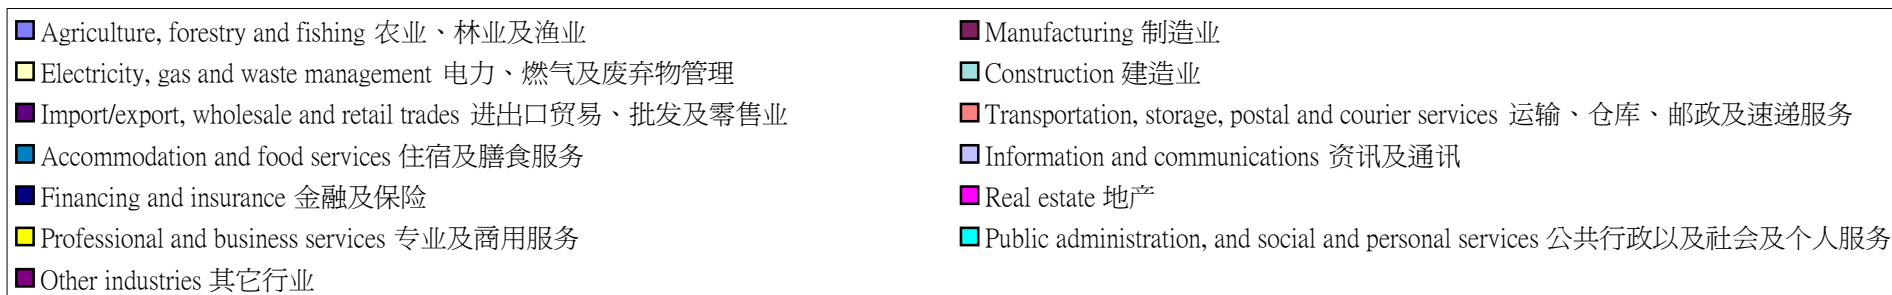 Agriculture, forestry and fishing 农业、林业及渔业
Manufacturing 制造业
Electricity, gas and waste management 电力、燃气及废弃物管理
Construction 建造业
Import/export, wholesale and retail trades 进出口贸易、批发及零售业
Transportation, storage, postal and courier services 运输、仓库、邮政及速递服务
Accommodation and food services 住宿及膳食服务
Information and communications 资讯及通讯
Financing and insurance 金融及保险
Real estate 地产
Professional and business services 专业及商用服务
Public administration, and social and personal services 公共行政以及社会及个人服务
Other industries 其它行业